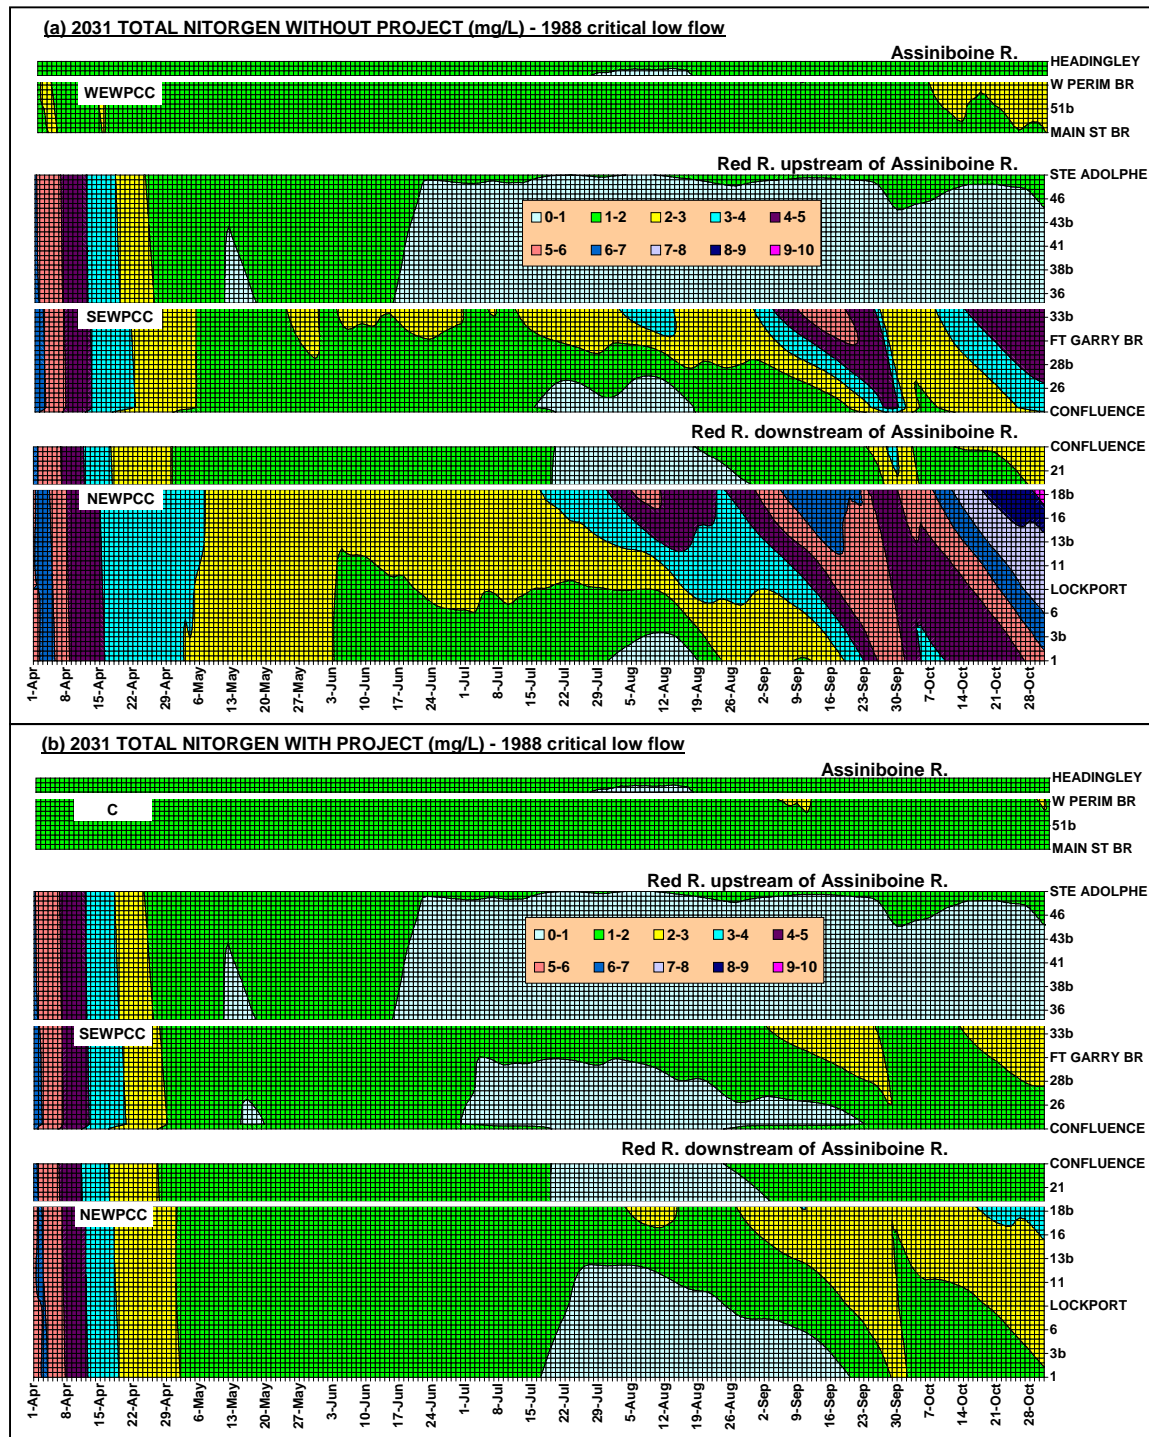 (a) 2031 TOTAL NITORGEN WITHOUT PROJECT (mg/L) - 1988 critical low flow
Assiniboine R.
HEADINGLEY
WEWPCC
W PERIM BR
51b
MAIN ST BR
Red R. upstream of Assiniboine R.
STE ADOLPHE
46
43b
41
38b
36
0-1 1-2 2-3 3-4 4-5
5-6 6-7 7-8 8-9 9-10
SEWPCC
33b
FT GARRY BR
28b
26
CONFLUENCE
Red R. downstream of Assiniboine R.
CONFLUENCE
21
NEWPCC
18b
16
13b
11
LOCKPORT
6
3b
1
1-Apr 8-Apr 15-Apr 22-Apr 29-Apr 6-May 13-May 20-May 27-May 3-Jun 10-Jun 17-Jun 24-Jun 1-Jul 8-Jul 15-Jul 22-Jul 29-Jul 5-Aug 12-Aug 19-Aug 26-Aug 2-Sep 9-Sep 16-Sep 23-Sep 30-Sep 7-Oct 14-Oct 21-Oct 28-Oct
(b) 2031 TOTAL NITORGEN WITH PROJECT (mg/L) - 1988 critical low flow
Assiniboine R.
HEADINGLEY
C
W PERIM BR
51b
MAIN ST BR
Red R. upstream of Assiniboine R.
STE ADOLPHE
46
43b
41
38b
36
0-1 1-2 2-3 3-4 4-5
5-6 6-7 7-8 8-9 9-10
SEWPCC
33b
FT GARRY BR
28b
26
CONFLUENCE
Red R. downstream of Assiniboine R.
CONFLUENCE
21
NEWPCC
18b
16
13b
11
LOCKPORT
6
3b
1
1-Apr 8-Apr 15-Apr 22-Apr 29-Apr 6-May 13-May 20-May 27-May 3-Jun 10-Jun 17-Jun 24-Jun 1-Jul 8-Jul 15-Jul 22-Jul 29-Jul 5-Aug 12-Aug 19-Aug 26-Aug 2-Sep 9-Sep 16-Sep 23-Sep 30-Sep 7-Oct 14-Oct 21-Oct 28-Oct